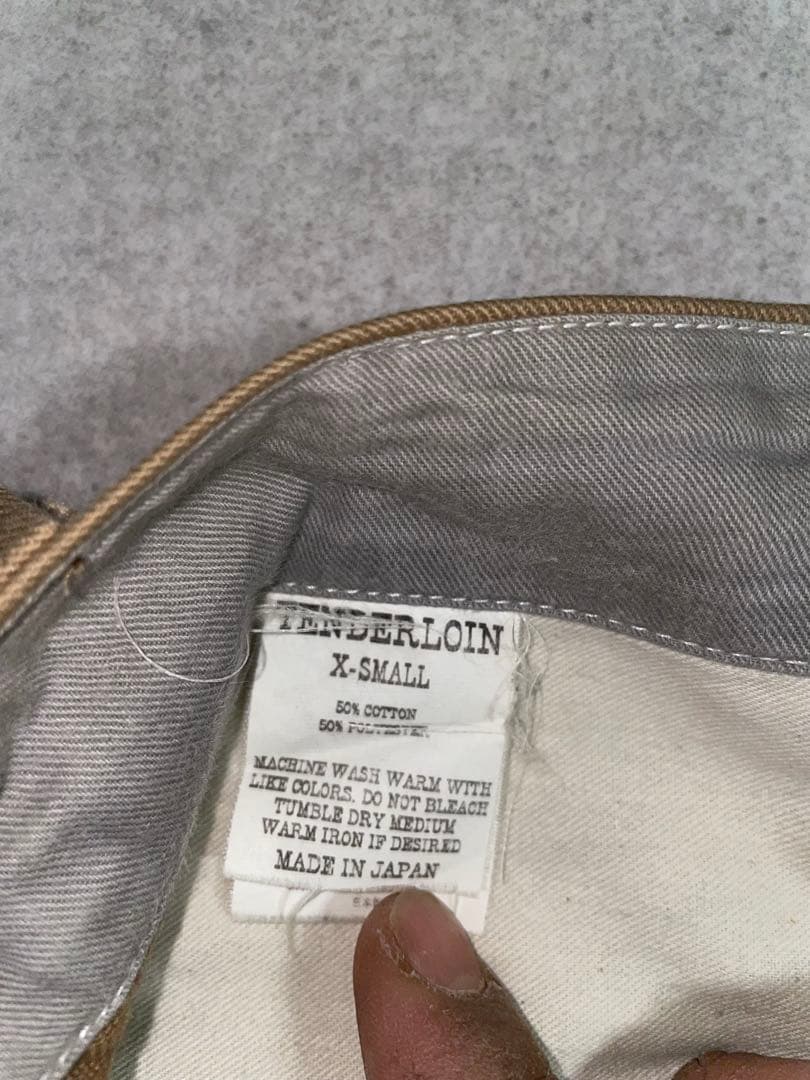 TENDERLOIN
X-SMALL
50% COTTON
50% POLYESTER
MACHINE WASH WARM WITH
LIKE COLORS. DO NOT BLEACH
TUMBLE DRY MEDIUM
WARM IRON IF DESIRED
MADE IN JAPAN